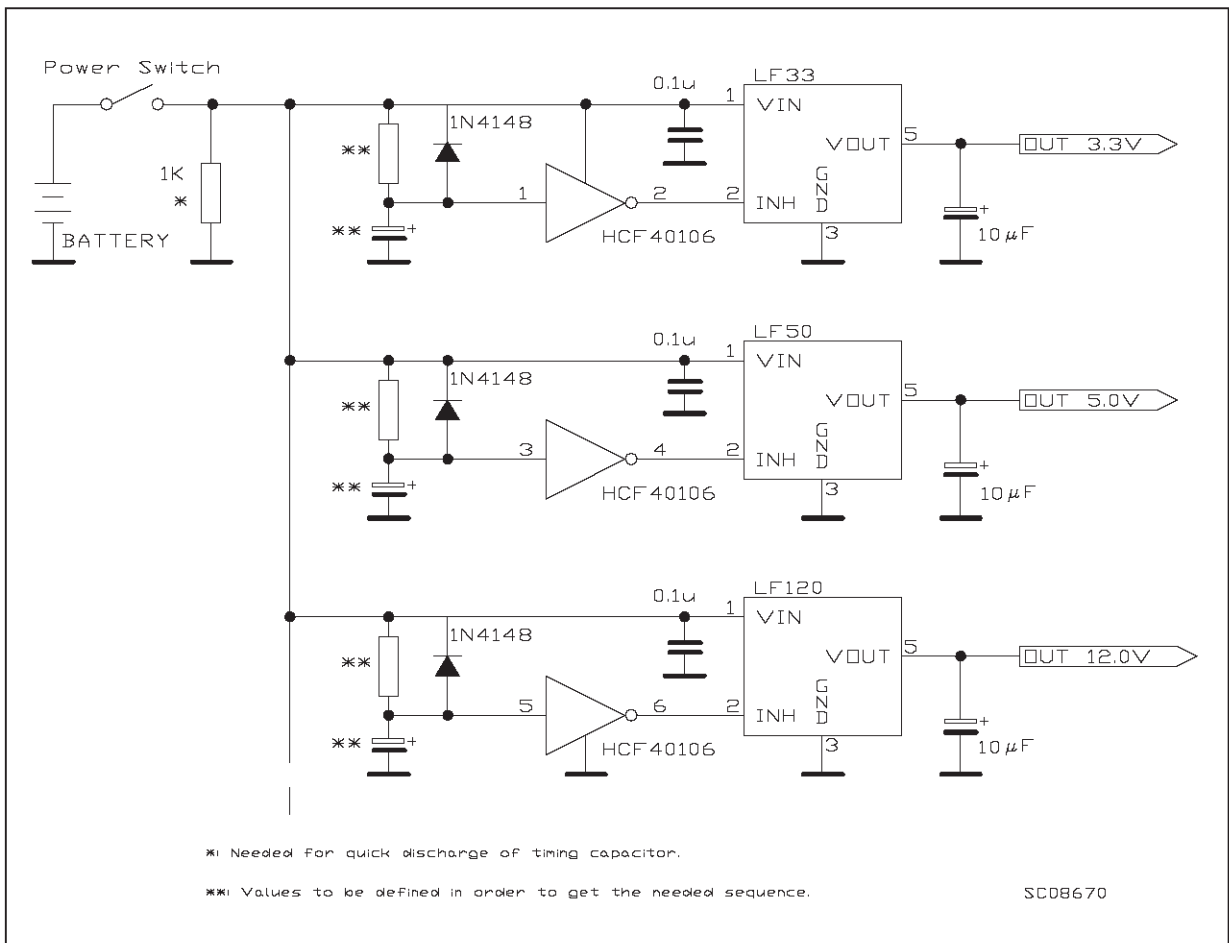 Power Switch
1K
*
BATTERY
**
**
1N4148
1
2
HCF40106
0.1u
LF33
1
VIN
VOUT
5
GND
2
INH
3
10µF
OUT 3.3V
**
**
1N4148
3
4
HCF40106
0.1u
LF50
1
VIN
VOUT
5
GND
2
INH
3
10µF
OUT 5.0V
**
**
1N4148
5
6
HCF40106
0.1u
LF120
1
VIN
VOUT
5
GND
2
INH
3
10µF
OUT 12.0V
*: Needed for quick discharge of timing capacitor.
**: Values to be defined in order to get the needed sequence.
SC08670